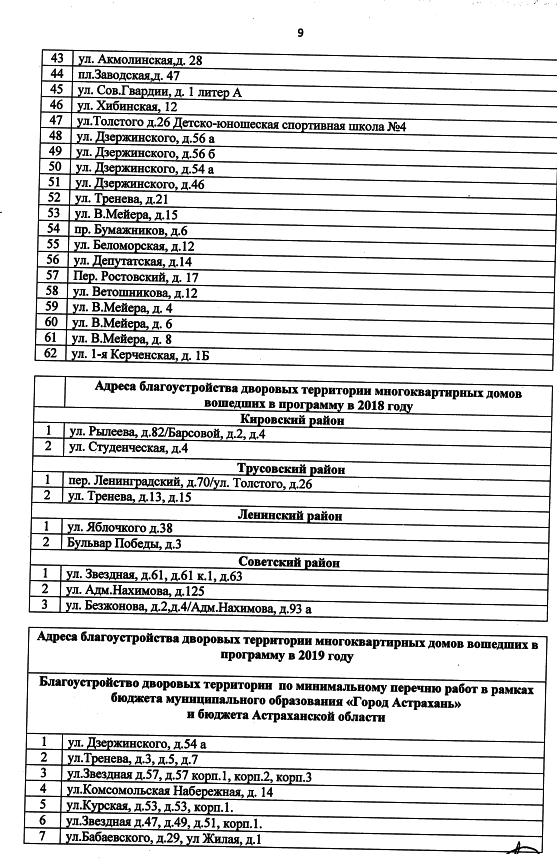 9
43 ул. Акмолинская,д. 28
44 пл.Заводская,д. 47
45 ул. Сов.Гвардии, д. 1 литер А
46 ул. Хибинская, 12
47 ул.Толстого д.26 Детско-юношеская спортивная школа №4
48 ул. Дзержинского, д.56 а
49 ул. Дзержинского, д.56 б
50 ул. Дзержинского, д.54 а
51 ул. Дзержинского, д.46
52 ул. Тренева, д.21
53 ул. В.Мейера, д.15
54 пр. Бумажников, д.6
55 ул. Беломорская, д.12
56 ул. Депутатская, д.14
57 Пер. Ростовский, д. 17
58 ул. Ветошникова, д.12
59 ул. В.Мейера, д. 4
60 ул. В.Мейера, д. 6
61 ул. В.Мейера, д. 8
62 ул. 1-я Керченская, д. 1Б
Адреса благоустройства дворовых территории многоквартирных домов
вошедших в программу в 2018 году
Кировский район
1 ул. Рылеева, д.82/Барсовой, д.2, д.4
2 ул. Студенческая, д.4
Трусовский район
1 пер. Ленинградский, д.70/ул. Толстого, д.26
2 ул. Тренева, д.13, д.15
Ленинский район
1 ул. Яблочкого д.38
2 Бульвар Победы, д.3
Советский район
1 ул. Звездная, д.61, д.61 к.1, д.63
2 ул. Адм.Нахимова, д.125
3 ул. Безжонова, д.2,д.4/Адм.Нахимова, д.93 а
Адреса благоустройства дворовых территории многоквартирных домов вошедших в
программу в 2019 году
Благоустройство дворовых территории по минимальному перечню работ в рамках
бюджета муниципального образования «Город Астрахань»
и бюджета Астраханской области
1 ул. Дзержинского, д.54 а
2 ул.Тренева, д.3, д.5, д.7
3 ул.Звездная д.57, д.57 корп.1, корп.2, корп.3
4 ул.Комсомольская Набережная, д. 14
5 ул.Курская, д.53, д.53, корп.1.
6 ул.Звездная д.47, д.49, д.51, корп.1.
7 ул.Бабаевского, д.29, ул Жилая, д.1